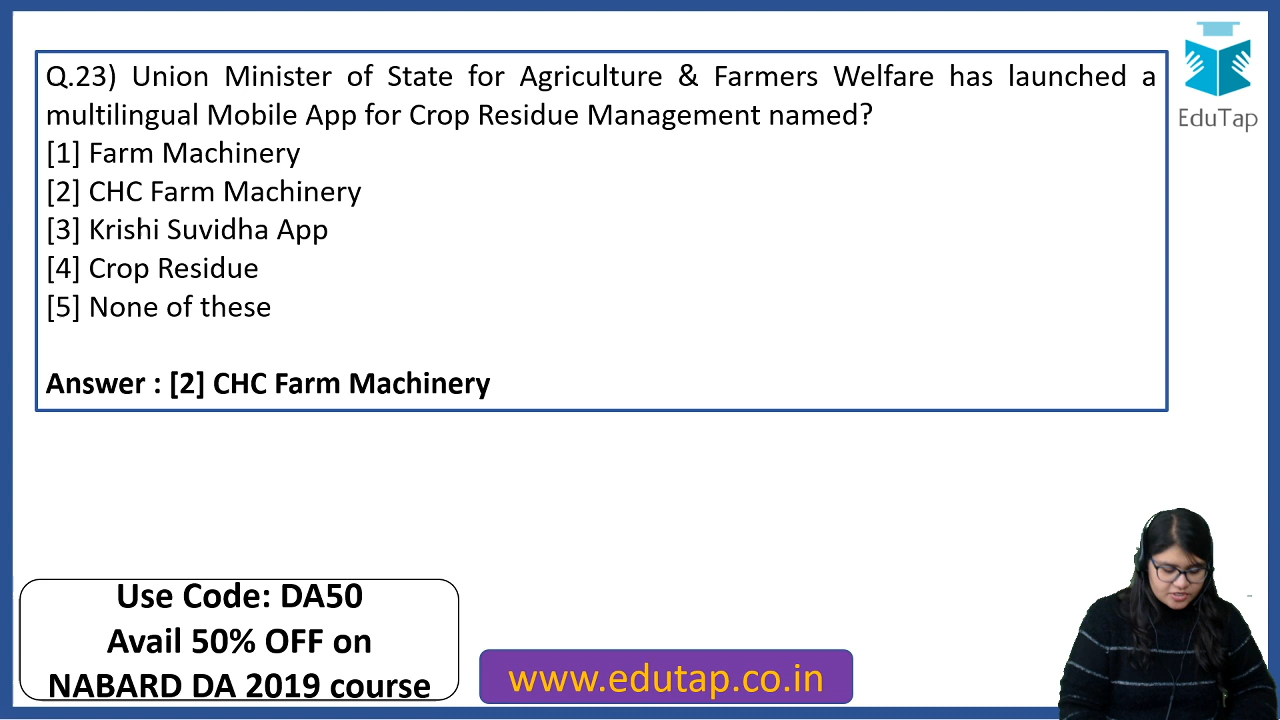 Q.23) Union Minister of State for Agriculture & Farmers Welfare has launched a
multilingual Mobile App for Crop Residue Management named?
[1] Farm Machinery
[2] CHC Farm Machinery
[3] Krishi Suvidha App
[4] Crop Residue
[5] None of these
Answer : [2] CHC Farm Machinery
EduTap
Use Code: DA50
Avail 50% OFF on
NABARD DA 2019 course
www.edutap.co.in